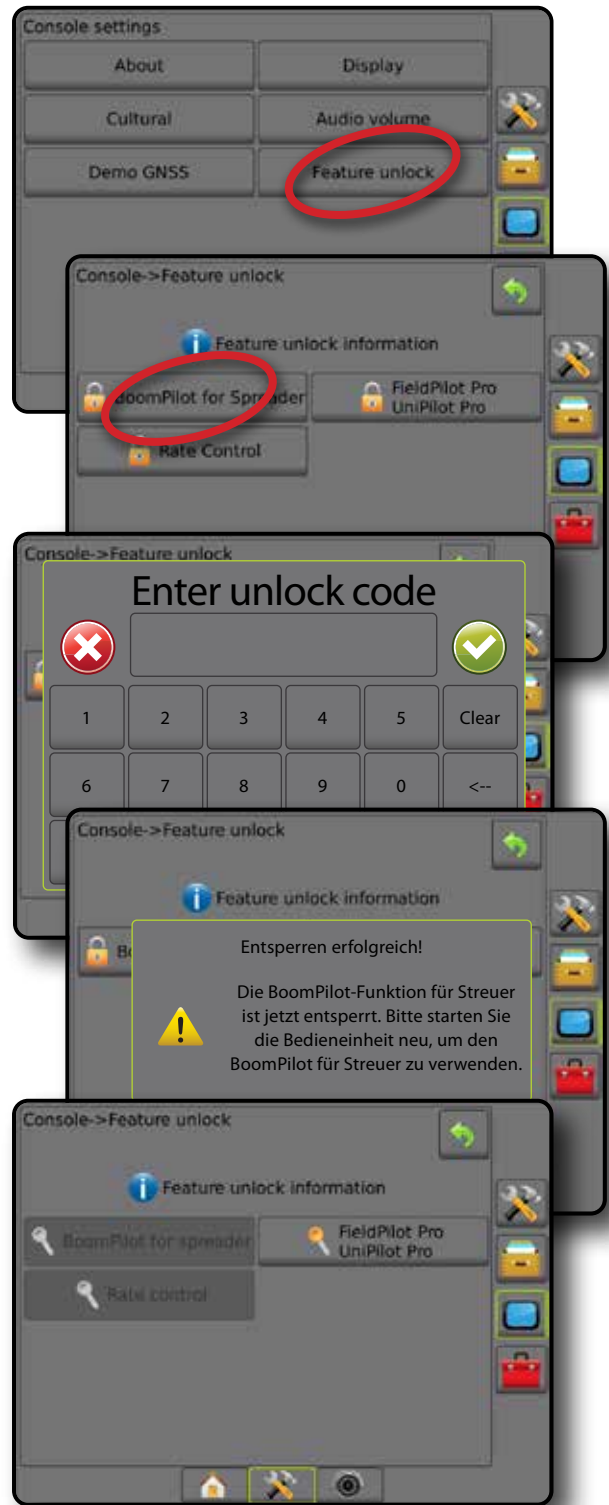 Console settings
About
Display
Cultural
Audio volume
Demo GNSS
Feature unlock
Console->Feature unlock
Feature unlock information
BoomPilot for Spreader
FieldPilot Pro
UniPilot Pro
Rate Control
Console->Feature unlock
Enter unlock code
1 2 3 4 5 Clear
6 7 8 9 0 <--
Console->Feature unlock
Feature unlock information
Entsperren erfolgreich!
Die BoomPilot-Funktion für Streuer
ist jetzt entsperrt. Bitte starten Sie
die Bedieneinheit neu, um den
BoomPilot für Streuer zu verwenden.
Console->Feature unlock
Feature unlock information
BoomPilot for spreader
FieldPilot Pro
UniPilot Pro
Rate control